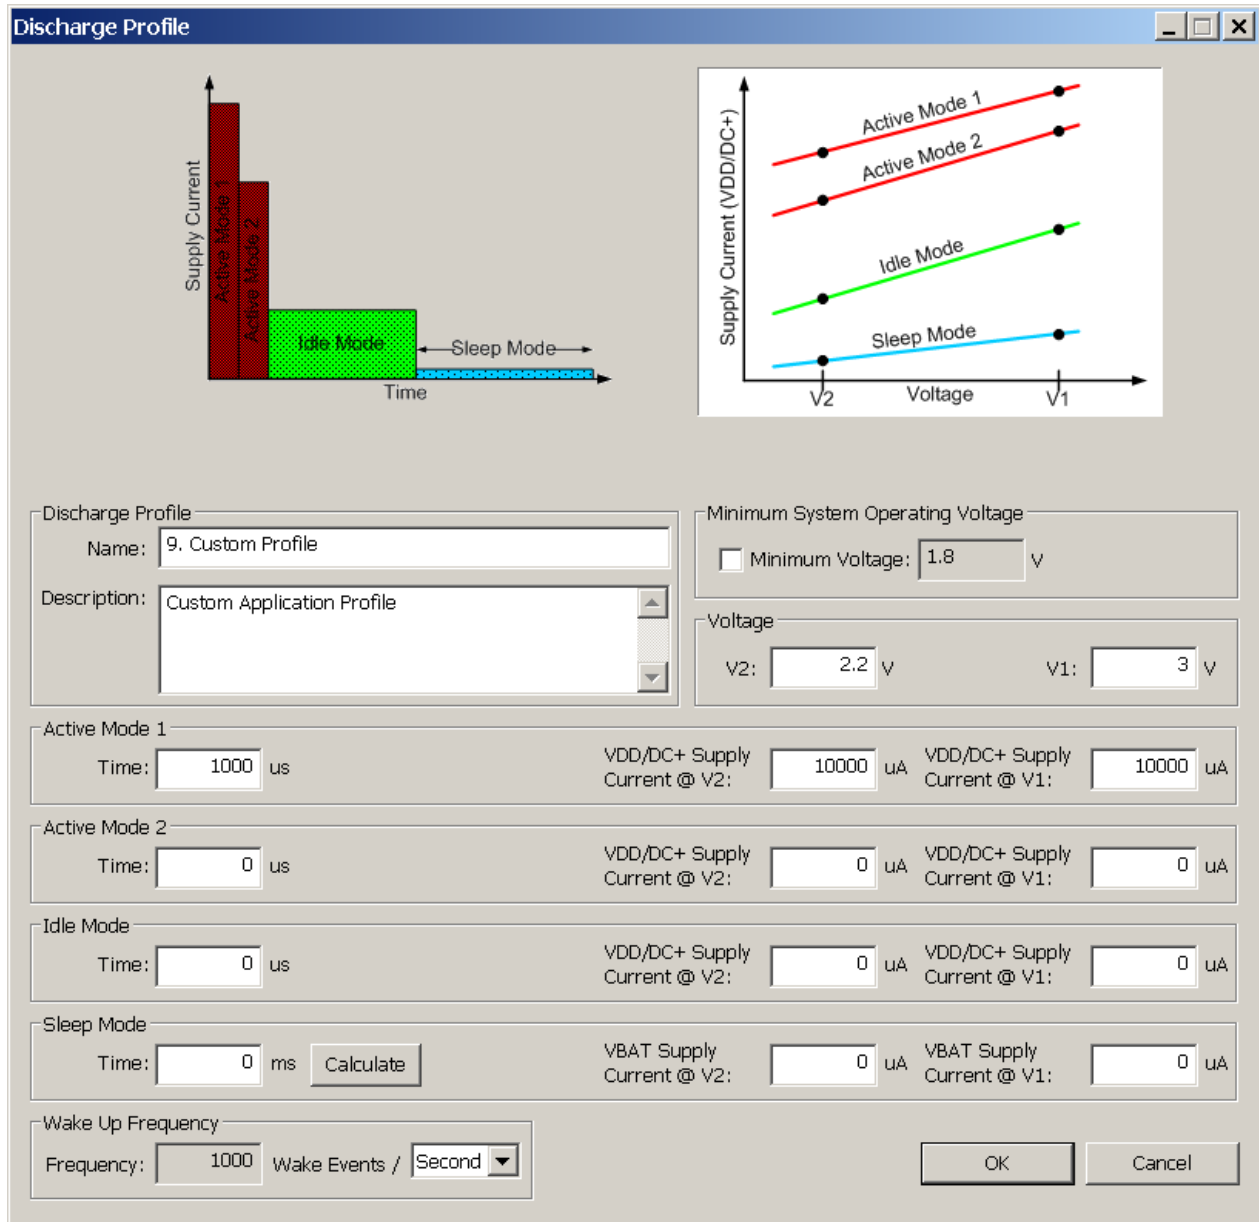 Discharge Profile
Supply Current
Active Mode 1
Active Mode 2
Idle Mode
Sleep Mode
Time
Supply Current (VDD/DC+)
Active Mode 1
Active Mode 2
Idle Mode
Sleep Mode
V2 Voltage V1
Discharge Profile
Name: 9. Custom Profile
Description: Custom Application Profile
Minimum System Operating Voltage
Minimum Voltage: 1.8 V
Voltage
V2: 2.2 V V1: 3 V
Active Mode 1
Time: 1000 us
VDD/DC+ Supply
Current @ V2:
10000 uA
VDD/DC+ Supply
Current @ V1:
10000 uA
Active Mode 2
Time: 0 us
VDD/DC+ Supply
Current @ V2:
0 uA
VDD/DC+ Supply
Current @ V1:
0 uA
Idle Mode
Time: 0 us
VDD/DC+ Supply
Current @ V2:
0 uA
VDD/DC+ Supply
Current @ V1:
0 uA
Sleep Mode
Time: 0 ms Calculate
VBAT Supply
Current @ V2:
0 uA
VBAT Supply
Current @ V1:
0 uA
Wake Up Frequency
Frequency: 1000 Wake Events / Second
OK Cancel